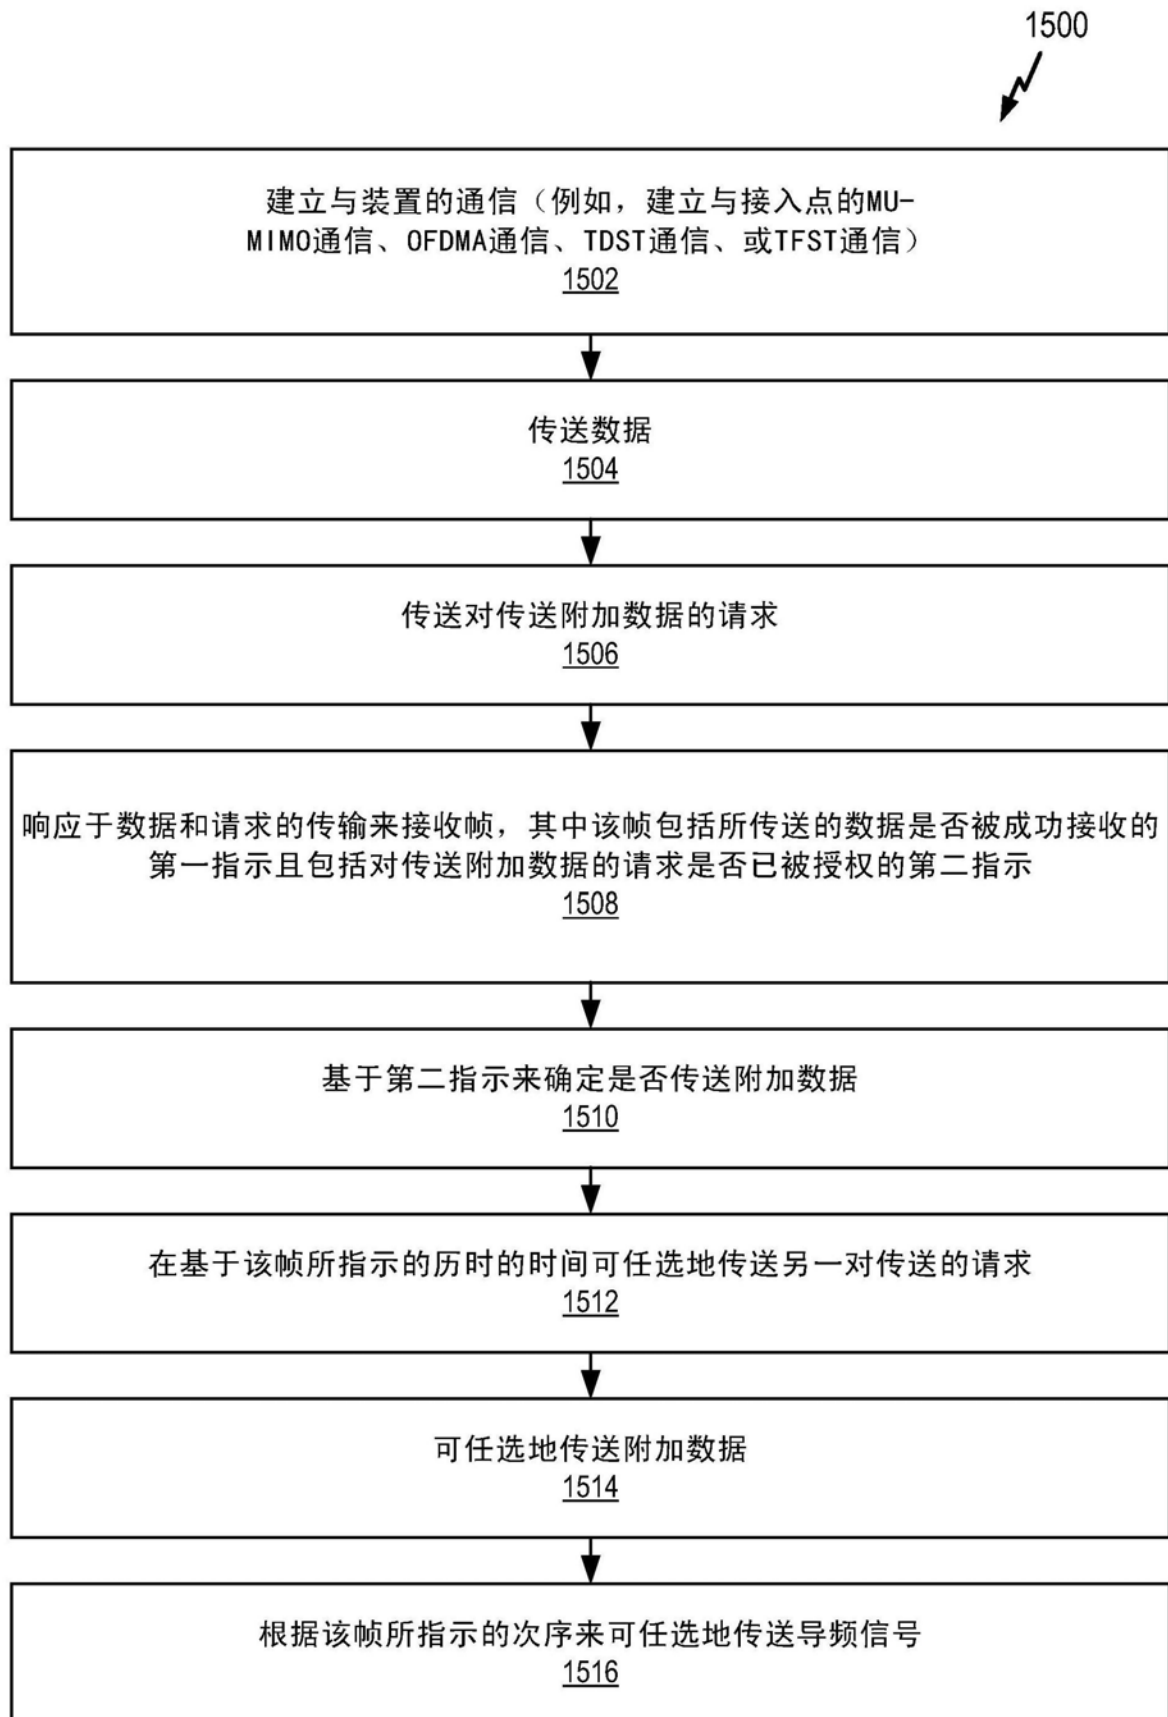 1500
建立与装置的通信（例如，建立与接入点的MU-
MIMO通信、OFDMA通信、TDST通信、或TFST通信）
1502
传送数据
1504
传送对传送附加数据的请求
1506
响应于数据和请求的传输来接收帧，其中该帧包括所传送的数据是否被成功接收的
第一指示且包括对传送附加数据的请求是否已被授权的第二指示
1508
基于第二指示来确定是否传送附加数据
1510
在基于该帧所指示的历时的时间可任选地传送另一对传送的请求
1512
可任选地传送附加数据
1514
根据该帧所指示的次序来可任选地传送导频信号
1516